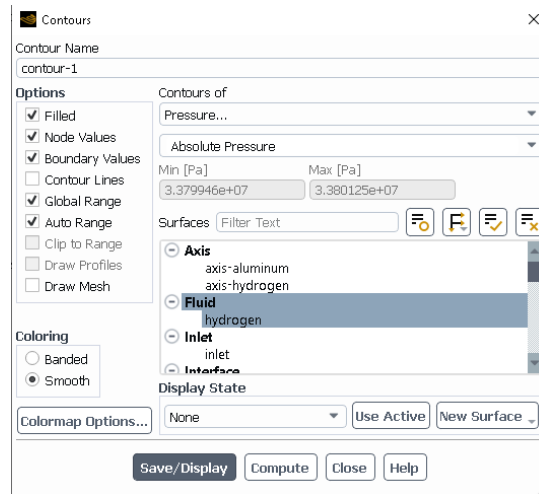 Contours
Contour Name
contour-1
Options
Filled
Node Values
Boundary Values
Contour Lines
Global Range
Auto Range
Clip to Range
Draw Profiles
Draw Mesh
Coloring
Banded
Smooth
Colormap Options...
Contours of
Pressure...
Absolute Pressure
Min [Pa] Max [Pa]
3.379946e+07 3.380125e+07
Surfaces Filter Text
Axis
axis-aluminum
axis-hydrogen
Fluid
hydrogen
Inlet
inlet
Interface
Display State
None Use Active New Surface
Save/Display Compute Close Help